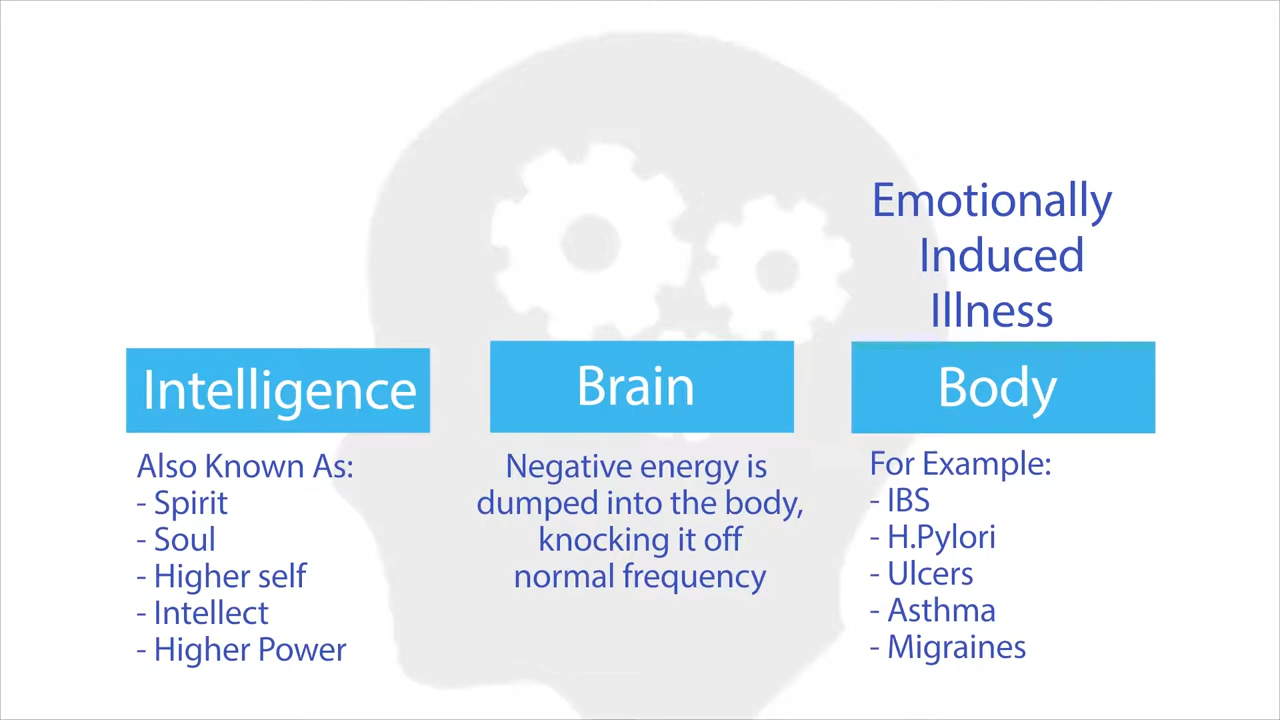 Emotionally
Induced
Illness
Intelligence
Also Known As:
- Spirit
- Soul
- Higher self
- Intellect
- Higher Power
Brain
Negative energy is
dumped into the body,
knocking it off
normal frequency
Body
For Example:
- IBS
- H.Pylori
- Ulcers
- Asthma
- Migraines